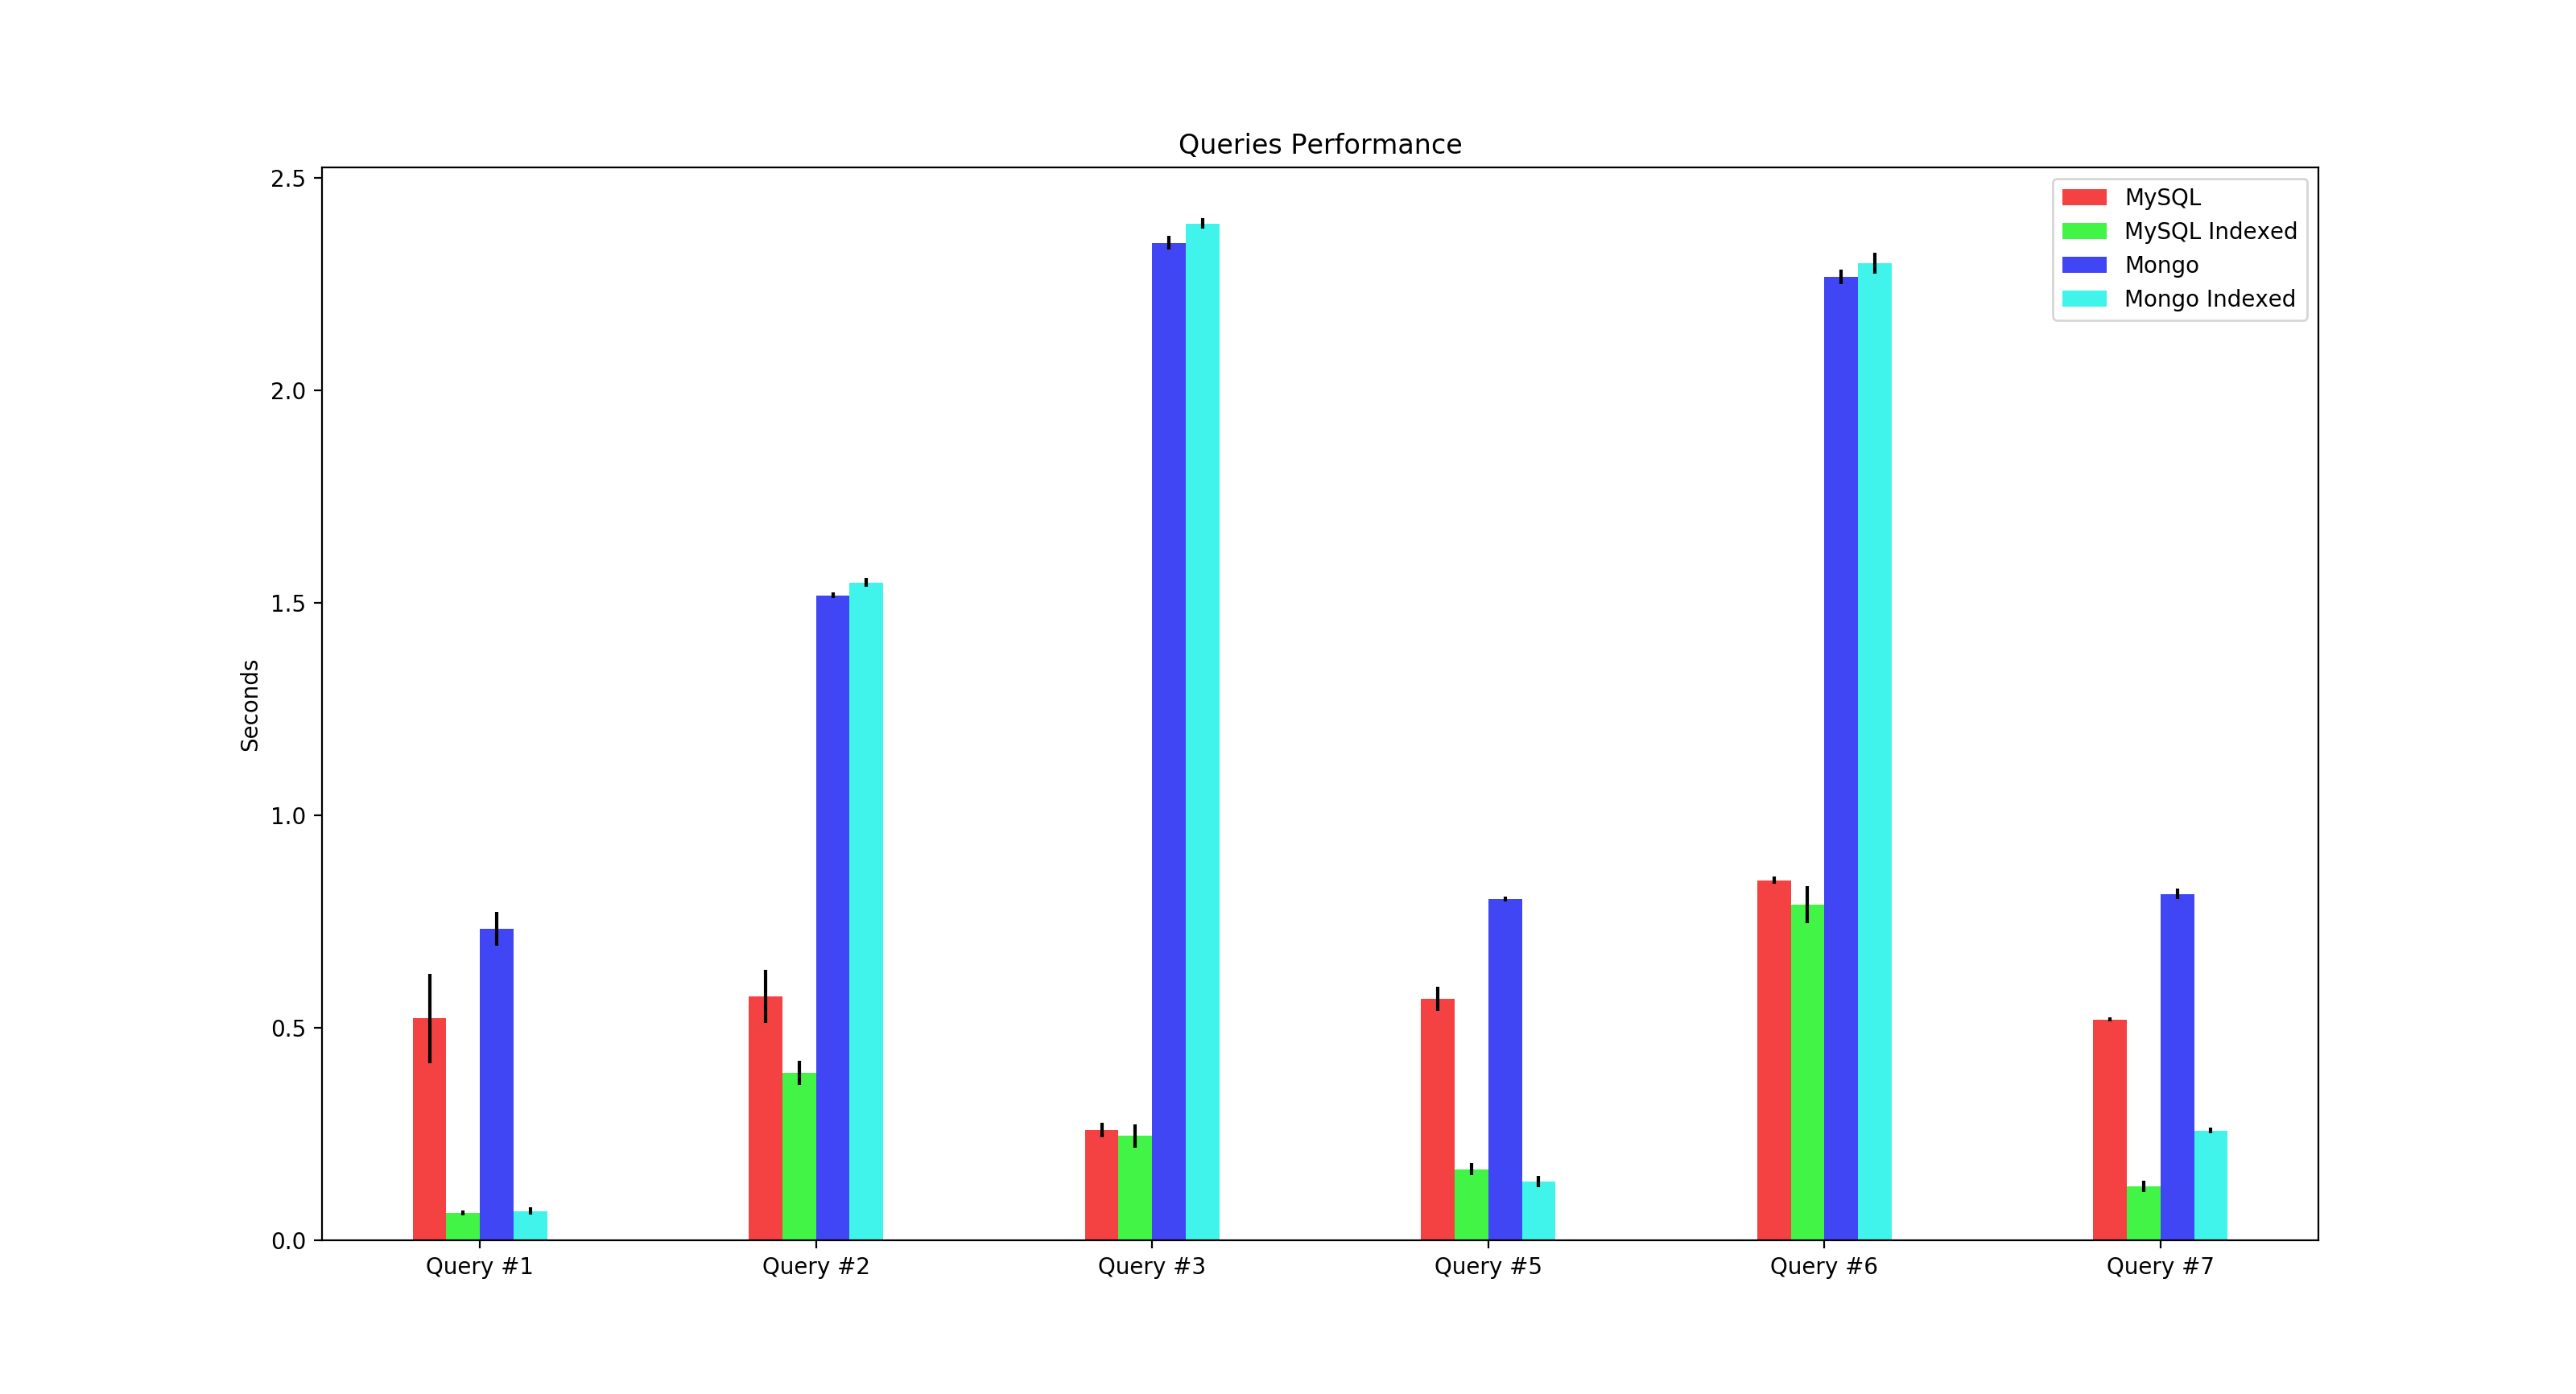 Queries Performance
2.5
2.0
1.5
1.0
0.5
0.0
Seconds
MySQL
MySQL Indexed
Mongo
Mongo Indexed
Query #1
Query #2
Query #3
Query #5
Query #6
Query #7